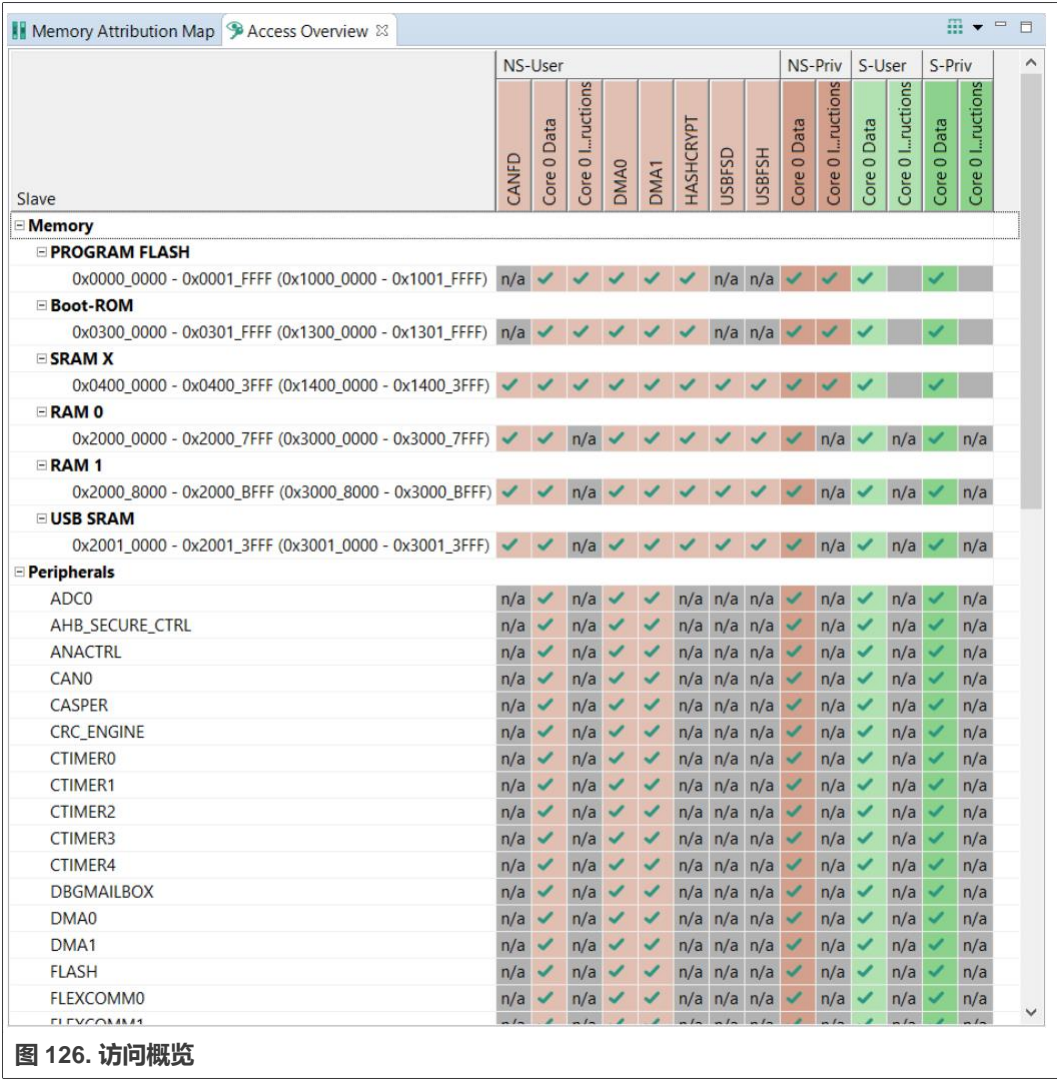 Memory Attribution Map Access Overview
NS-User NS-Priv S-User S-Priv
Slave CANFD Core 0 Data Core 0 I...ructions DMA0 DMA1 HASHCRYPT USBFSD USBFSH Core 0 Data Core 0 I...ructions Core 0 Data Core 0 I...ructions Core 0 Data Core 0 I...ructions
Memory
PROGRAM FLASH
0x0000_0000 - 0x0001_FFFF (0x1000_0000 - 0x1001_FFFF) n/a ✓ ✓ ✓ ✓ ✓ n/a n/a ✓ ✓ ✓ ✓
Boot-ROM
0x0300_0000 - 0x0301_FFFF (0x1300_0000 - 0x1301_FFFF) n/a ✓ ✓ ✓ ✓ ✓ n/a n/a ✓ ✓ ✓ ✓
SRAM X
0x0400_0000 - 0x0400_3FFF (0x1400_0000 - 0x1400_3FFF) ✓ ✓ ✓ ✓ ✓ ✓ ✓ ✓ ✓ ✓ ✓ ✓
RAM 0
0x2000_0000 - 0x2000_7FFF (0x3000_0000 - 0x3000_7FFF) ✓ ✓ n/a ✓ ✓ ✓ ✓ ✓ ✓ n/a ✓ n/a ✓ n/a
RAM 1
0x2000_8000 - 0x2000_BFFF (0x3000_8000 - 0x3000_BFFF) ✓ ✓ n/a ✓ ✓ ✓ ✓ ✓ ✓ n/a ✓ n/a ✓ n/a
USB SRAM
0x2001_0000 - 0x2001_3FFF (0x3001_0000 - 0x3001_3FFF) ✓ ✓ n/a ✓ ✓ ✓ ✓ ✓ ✓ n/a ✓ n/a ✓ n/a
Peripherals
ADC0 n/a ✓ n/a ✓ ✓ n/a n/a n/a ✓ n/a ✓ n/a ✓ n/a
AHB_SECURE_CTRL n/a ✓ n/a ✓ ✓ n/a n/a n/a ✓ n/a ✓ n/a ✓ n/a
ANACTRL n/a ✓ n/a ✓ ✓ n/a n/a n/a ✓ n/a ✓ n/a ✓ n/a
CAN0 n/a ✓ n/a ✓ ✓ n/a n/a n/a ✓ n/a ✓ n/a ✓ n/a
CASPER n/a ✓ n/a ✓ ✓ n/a n/a n/a ✓ n/a ✓ n/a ✓ n/a
CRC_ENGINE n/a ✓ n/a ✓ ✓ n/a n/a n/a ✓ n/a ✓ n/a ✓ n/a
CTIMER0 n/a ✓ n/a ✓ ✓ n/a n/a n/a ✓ n/a ✓ n/a ✓ n/a
CTIMER1 n/a ✓ n/a ✓ ✓ n/a n/a n/a ✓ n/a ✓ n/a ✓ n/a
CTIMER2 n/a ✓ n/a ✓ ✓ n/a n/a n/a ✓ n/a ✓ n/a ✓ n/a
CTIMER3 n/a ✓ n/a ✓ ✓ n/a n/a n/a ✓ n/a ✓ n/a ✓ n/a
CTIMER4 n/a ✓ n/a ✓ ✓ n/a n/a n/a ✓ n/a ✓ n/a ✓ n/a
DBGMAILBOX n/a ✓ n/a ✓ ✓ n/a n/a n/a ✓ n/a ✓ n/a ✓ n/a
DMA0 n/a ✓ n/a ✓ ✓ n/a n/a n/a ✓ n/a ✓ n/a ✓ n/a
DMA1 n/a ✓ n/a ✓ ✓ n/a n/a n/a ✓ n/a ✓ n/a ✓ n/a
FLASH n/a ✓ n/a ✓ ✓ n/a n/a n/a ✓ n/a ✓ n/a ✓ n/a
FLEXCOMM0 n/a ✓ n/a ✓ ✓ n/a n/a n/a ✓ n/a ✓ n/a ✓ n/a
图 126. 访问概览